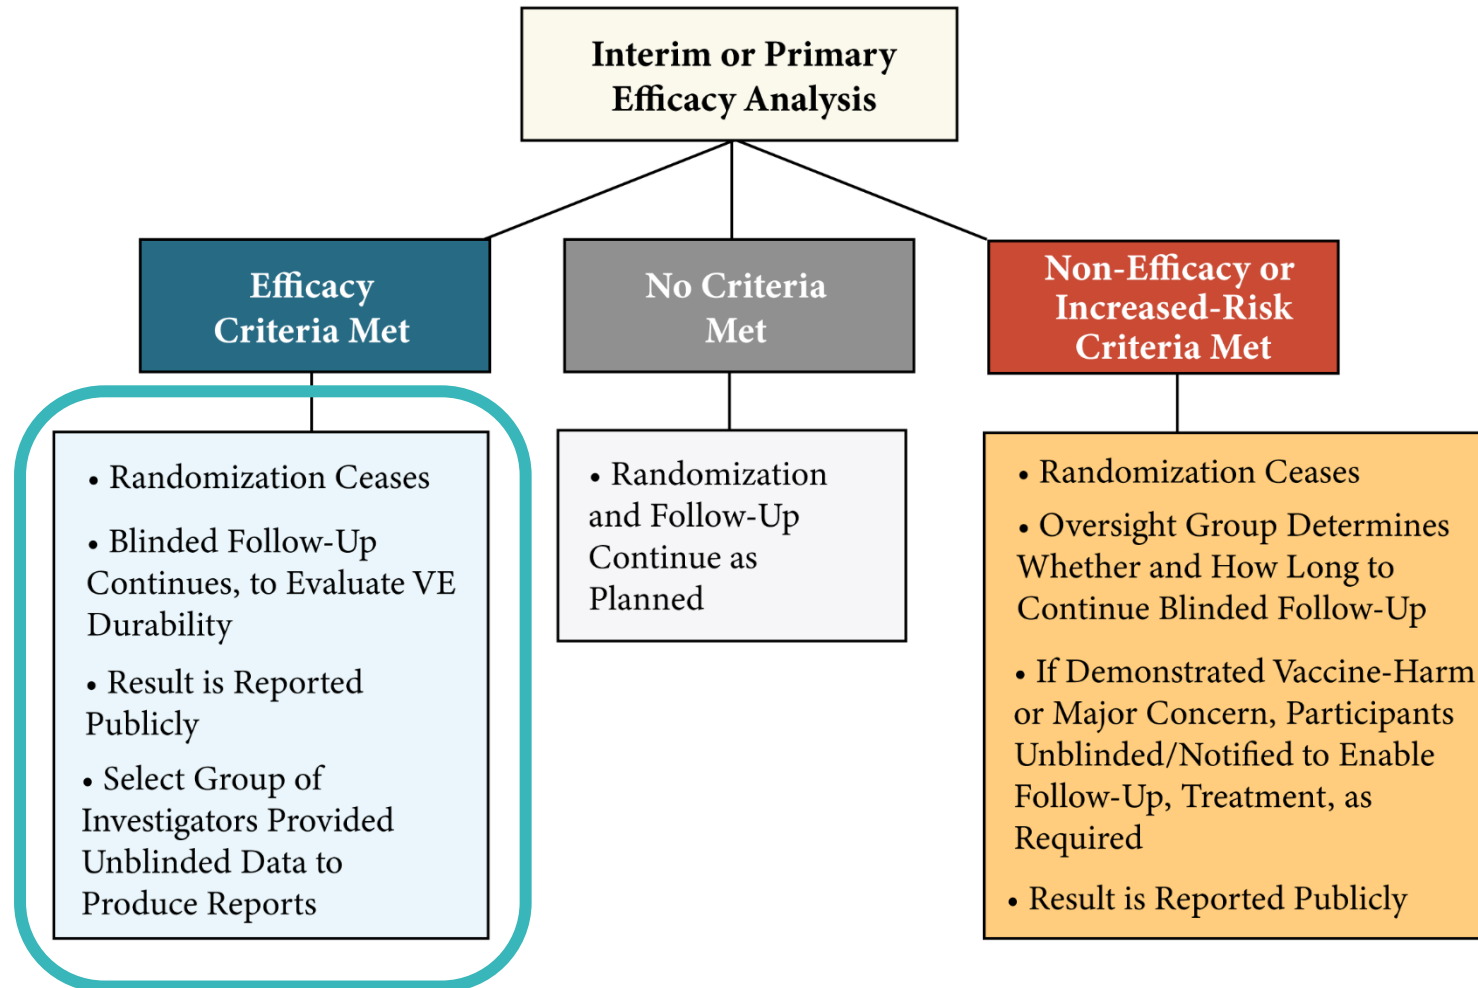 Interim or Primary
Efficacy Analysis
Efficacy
Criteria Met
No Criteria
Met
Non-Efficacy or
Increased-Risk
Criteria Met
• Randomization Ceases
• Blinded Follow-Up
Continues, to Evaluate VE
Durability
• Result is Reported
Publicly
• Select Group of
Investigators Provided
Unblinded Data to
Produce Reports
• Randomization
and Follow-Up
Continue as
Planned
• Randomization Ceases
• Oversight Group Determines
Whether and How Long to
Continue Blinded Follow-Up
• If Demonstrated Vaccine-Harm
or Major Concern, Participants
Unblinded/Notified to Enable
Follow-Up, Treatment, as
Required
• Result is Reported Publicly